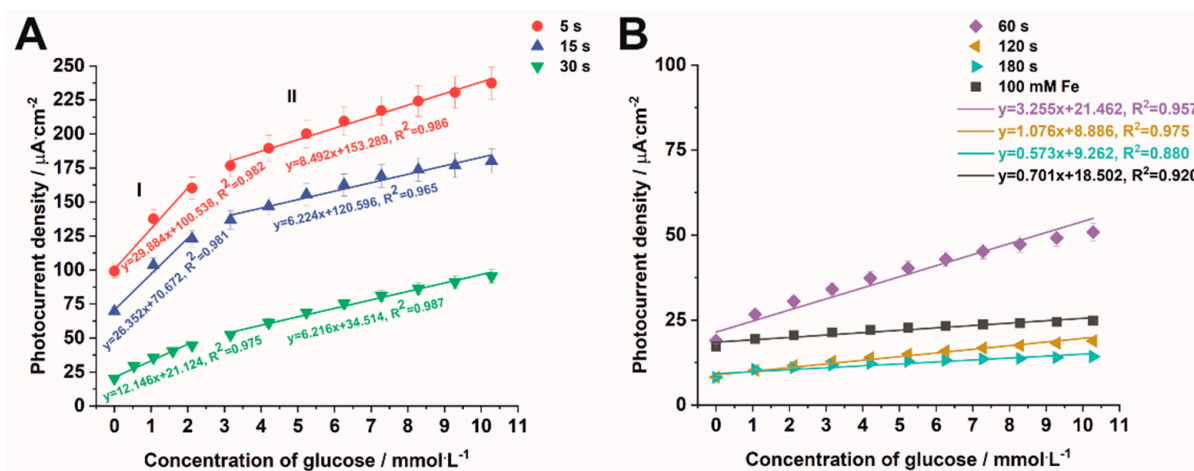 A
5 s
15 s
30 s
250
225
200
175
150
125
100
75
50
25
0
Photocurrent density / μA·cm-2
I
II
y=29.884x+100.538, R2=0.982
y=8.492x+153.289, R2=0.986
y=26.352x+70.672, R2=0.981
y=6.224x+120.596, R2=0.965
y=12.146x+21.124, R2=0.975
y=6.216x+34.514, R2=0.987
0 1 2 3 4 5 6 7 8 9 10 11
Concentration of glucose / mmol·L-1
B
60 s
120 s
180 s
100 mM Fe
y=3.255x+21.462, R2=0.957
y=1.076x+8.886, R2=0.975
y=0.573x+9.262, R2=0.880
y=0.701x+18.502, R2=0.920
100
75
50
25
0
Photocurrent density / μA·cm-2
0 1 2 3 4 5 6 7 8 9 10 11
Concentration of glucose / mmol·L-1